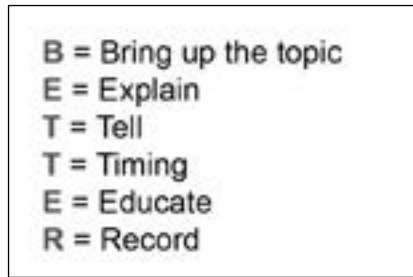 B = Bring up the topic
E = Explain
T = Tell
T = Timing
E = Educate
R = Record